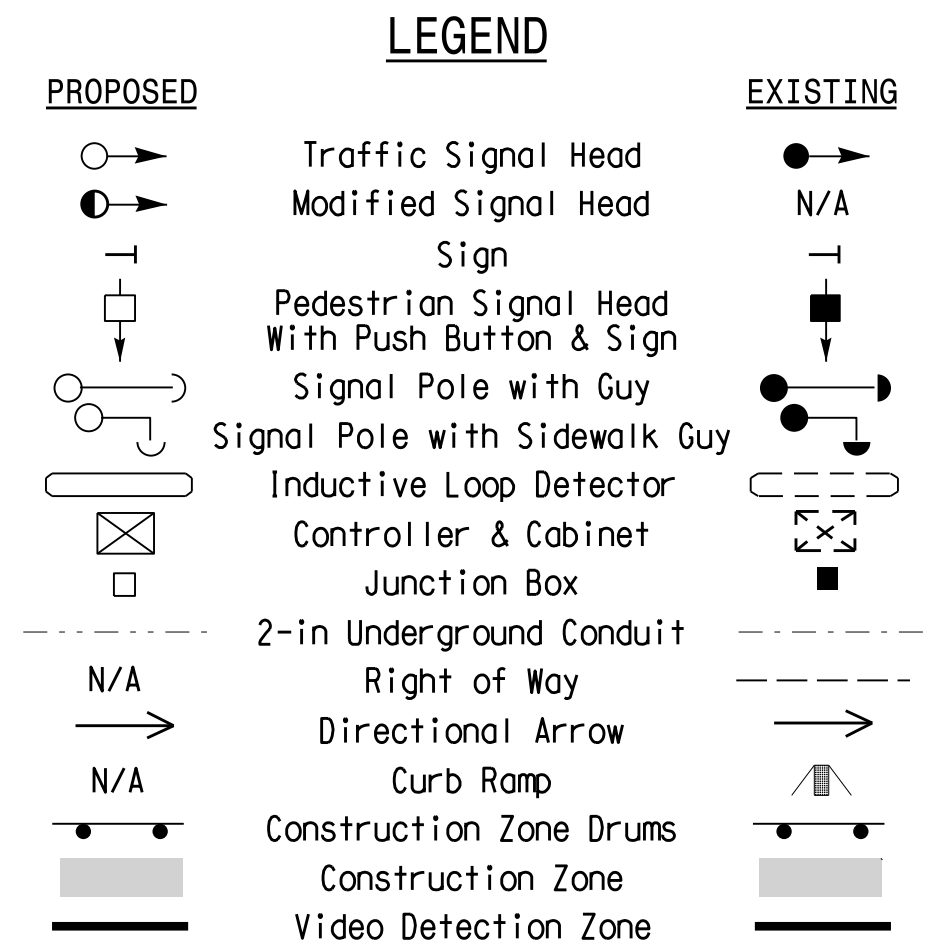 LEGEND
PROPOSED EXISTING
Traffic Signal Head
Modified Signal Head N/A
Sign
Pedestrian Signal Head
With Push Button & Sign
Signal Pole with Guy
Signal Pole with Sidewalk Guy
Inductive Loop Detector
Controller & Cabinet
Junction Box
2-in Underground Conduit
N/A Right of Way
Directional Arrow
N/A Curb Ramp
Construction Zone Drums
Construction Zone
Video Detection Zone